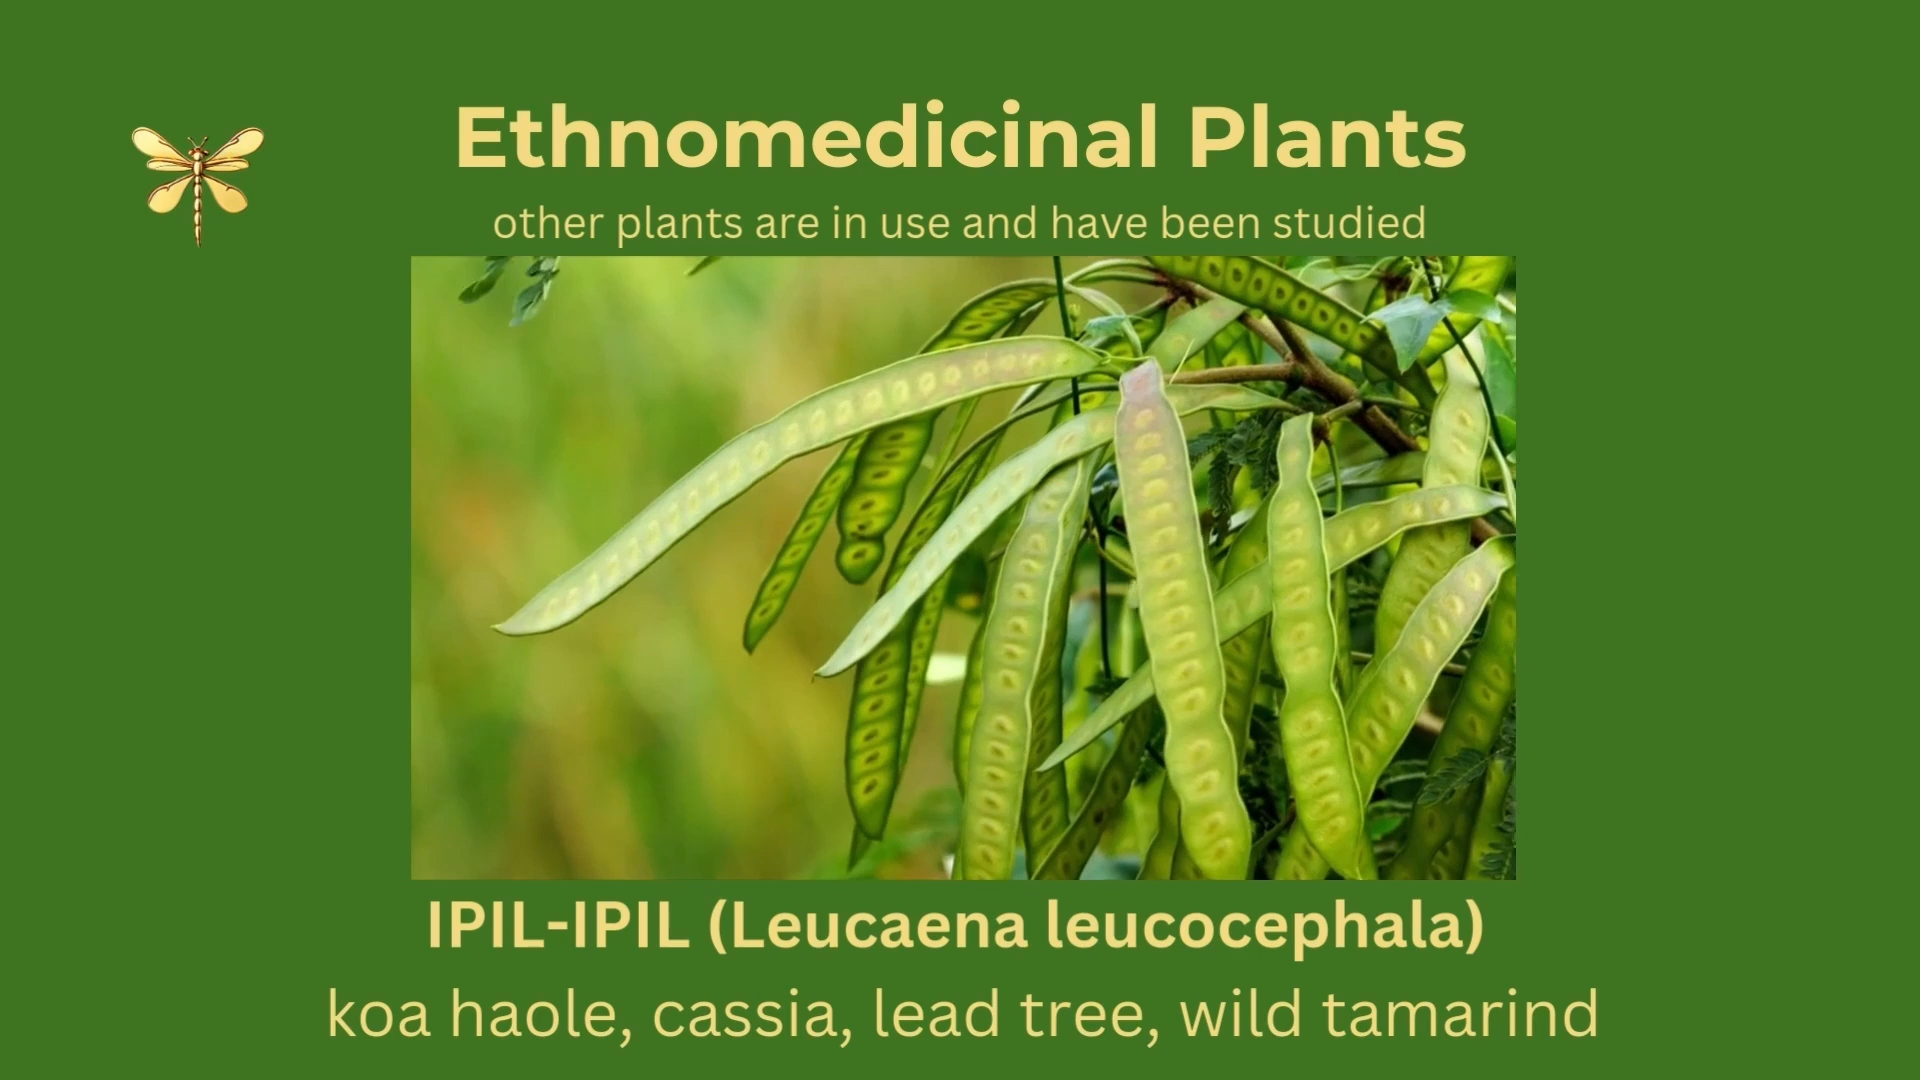 Ethnomedicinal Plants
other plants are in use and have been studied
IPIL-IPIL (Leucaena leucocephala)
koa haole, cassia, lead tree, wild tamarind